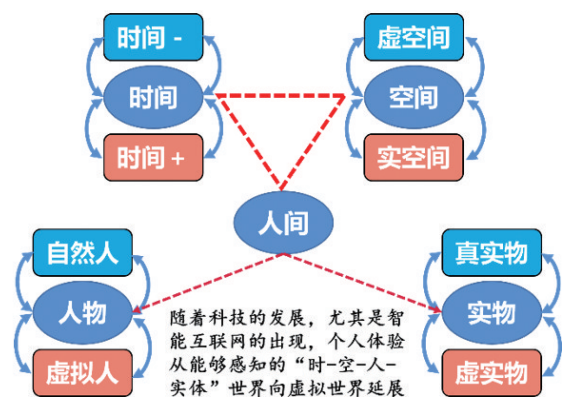 时间 -
时间
时间 +
虚空间
空间
实空间
人间
自然人
人物
虚拟人
真实物
实物
虚实物
随着科技的发展，尤其是智
能互联网的出现，个人体验
从能够感知的“时-空-人-
实体”世界向虚拟世界延展